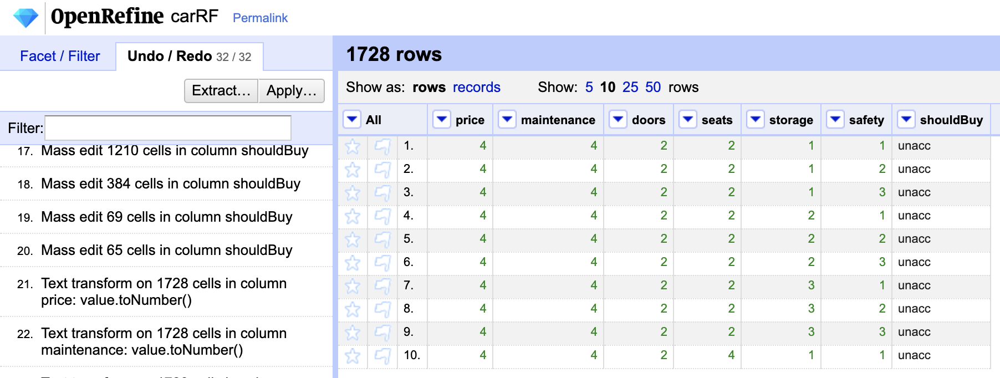 OpenRefine carRF Permalink
Facet / Filter Undo / Redo 32 / 32
Extract... Apply...
Filter:
17. Mass edit 1210 cells in column shouldBuy
18. Mass edit 384 cells in column shouldBuy
19. Mass edit 69 cells in column shouldBuy
20. Mass edit 65 cells in column shouldBuy
21. Text transform on 1728 cells in column
price: value.toNumber()
22. Text transform on 1728 cells in column
maintenance: value.toNumber()
1728 rows
Show as: rows records Show: 5 10 25 50 rows
All price maintenance doors seats storage safety shouldBuy
1. 4 4 2 2 1 1 unacc
2. 4 4 2 2 1 2 unacc
3. 4 4 2 2 1 3 unacc
4. 4 4 2 2 2 1 unacc
5. 4 4 2 2 2 2 unacc
6. 4 4 2 2 2 3 unacc
7. 4 4 2 2 3 1 unacc
8. 4 4 2 2 3 2 unacc
9. 4 4 2 2 3 3 unacc
10. 4 4 2 4 1 1 unacc